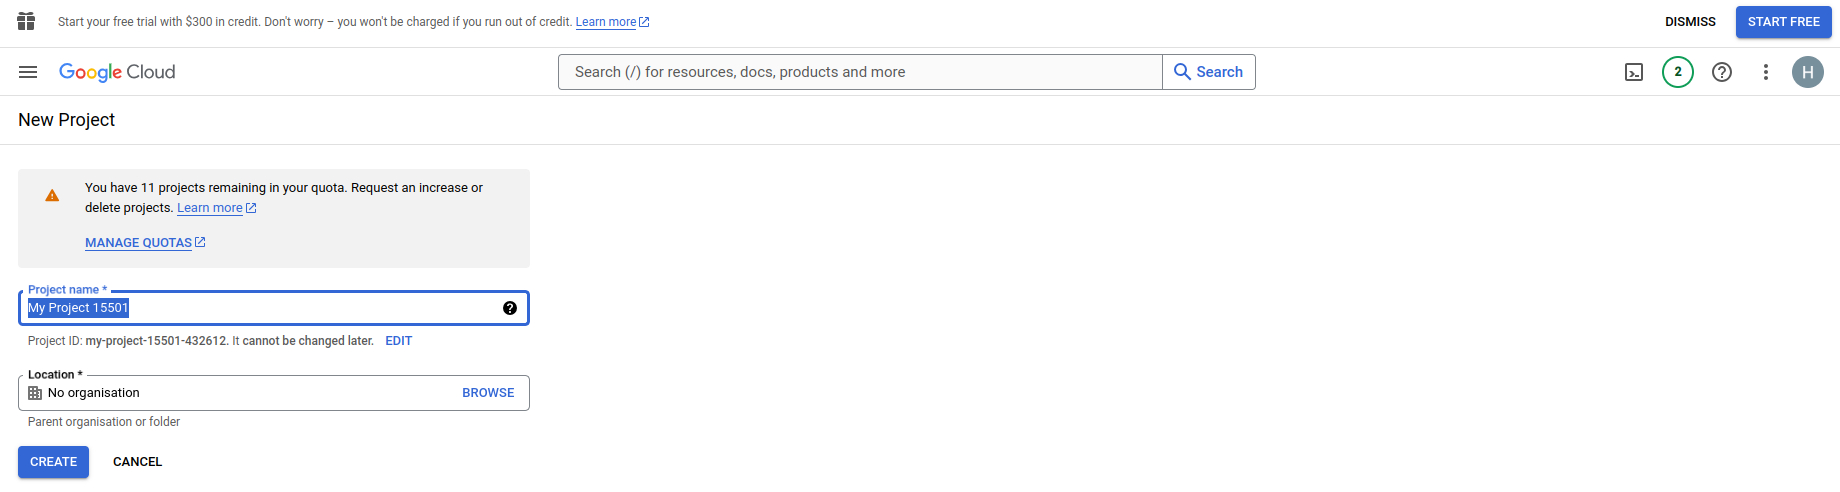 Start your free trial with $300 in credit. Don't worry – you won't be charged if you run out of credit. Learn more
DISMISS
START FREE
Google Cloud
Search (/) for resources, docs, products and more
Search
2
H
New Project
You have 11 projects remaining in your quota. Request an increase or
delete projects. Learn more
MANAGE QUOTAS
Project name *
My Project 15501
Project ID: my-project-15501-432612. It cannot be changed later. EDIT
Location *
No organisation
BROWSE
Parent organisation or folder
CREATE
CANCEL